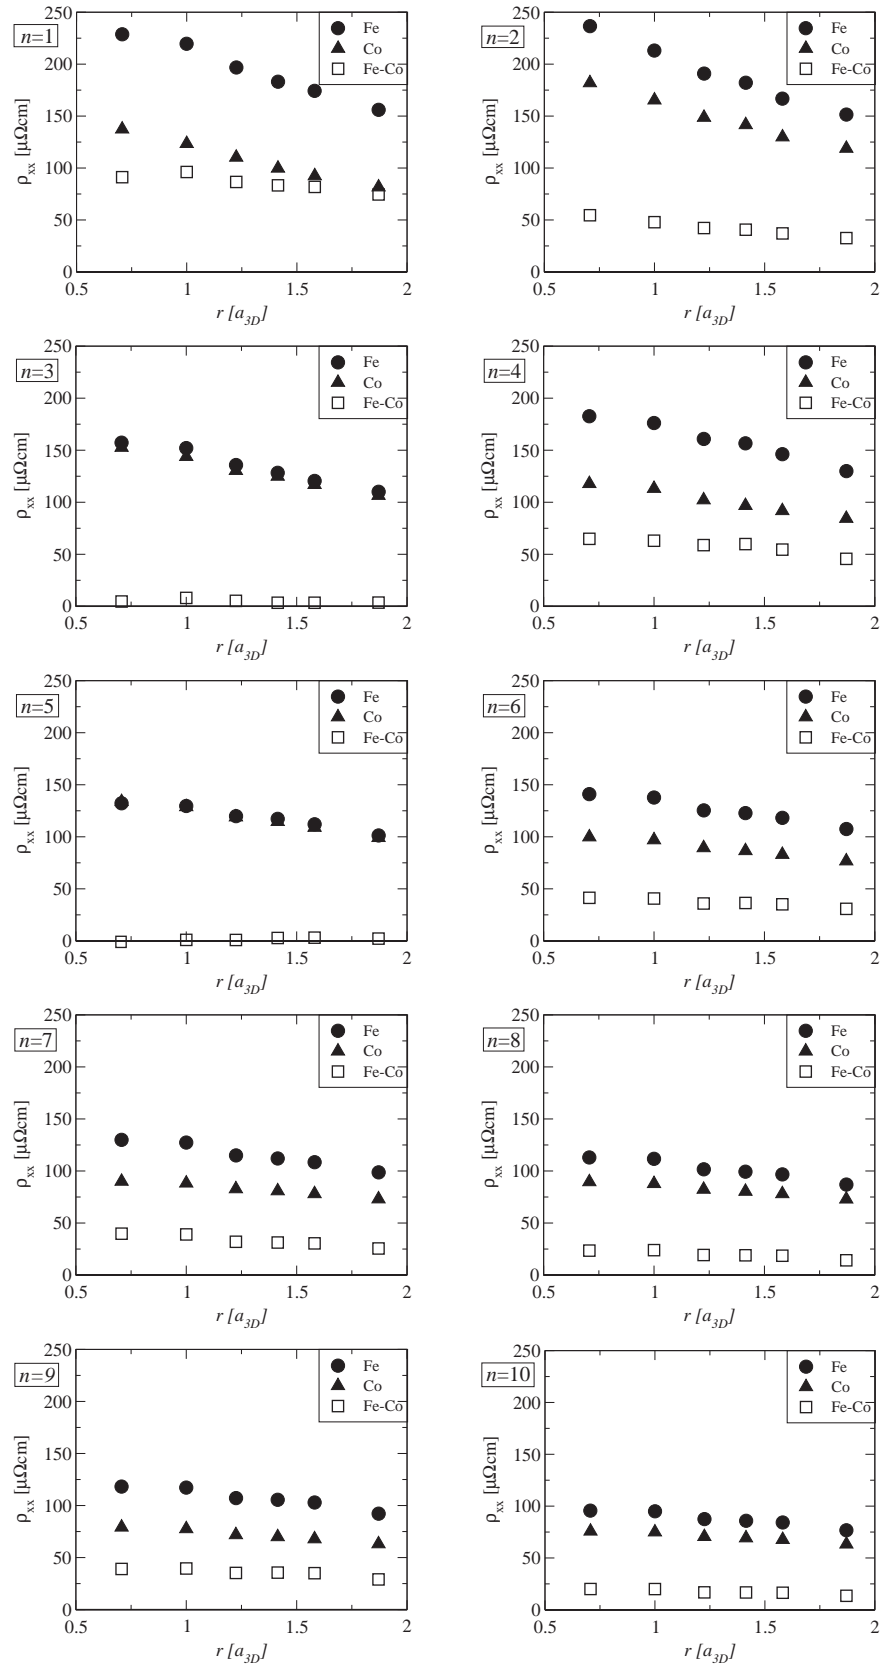 n=1
250
200
150
100
50
0
ρxx [μΩcm]
Fe
Co
Fe-Co
0.5 1 1.5 2
r [a3D]
n=2
250
200
150
100
50
0
ρxx [μΩcm]
Fe
Co
Fe-Co
0.5 1 1.5 2
r [a3D]
n=3
250
200
150
100
50
0
ρxx [μΩcm]
Fe
Co
Fe-Co
0.5 1 1.5 2
r [a3D]
n=4
250
200
150
100
50
0
ρxx [μΩcm]
Fe
Co
Fe-Co
0.5 1 1.5 2
r [a3D]
n=5
250
200
150
100
50
0
ρxx [μΩcm]
Fe
Co
Fe-Co
0.5 1 1.5 2
r [a3D]
n=6
250
200
150
100
50
0
ρxx [μΩcm]
Fe
Co
Fe-Co
0.5 1 1.5 2
r [a3D]
n=7
250
200
150
100
50
0
ρxx [μΩcm]
Fe
Co
Fe-Co
0.5 1 1.5 2
r [a3D]
n=8
250
200
150
100
50
0
ρxx [μΩcm]
Fe
Co
Fe-Co
0.5 1 1.5 2
r [a3D]
n=9
250
200
150
100
50
0
ρxx [μΩcm]
Fe
Co
Fe-Co
0.5 1 1.5 2
r [a3D]
n=10
250
200
150
100
50
0
ρxx [μΩcm]
Fe
Co
Fe-Co
0.5 1 1.5 2
r [a3D]